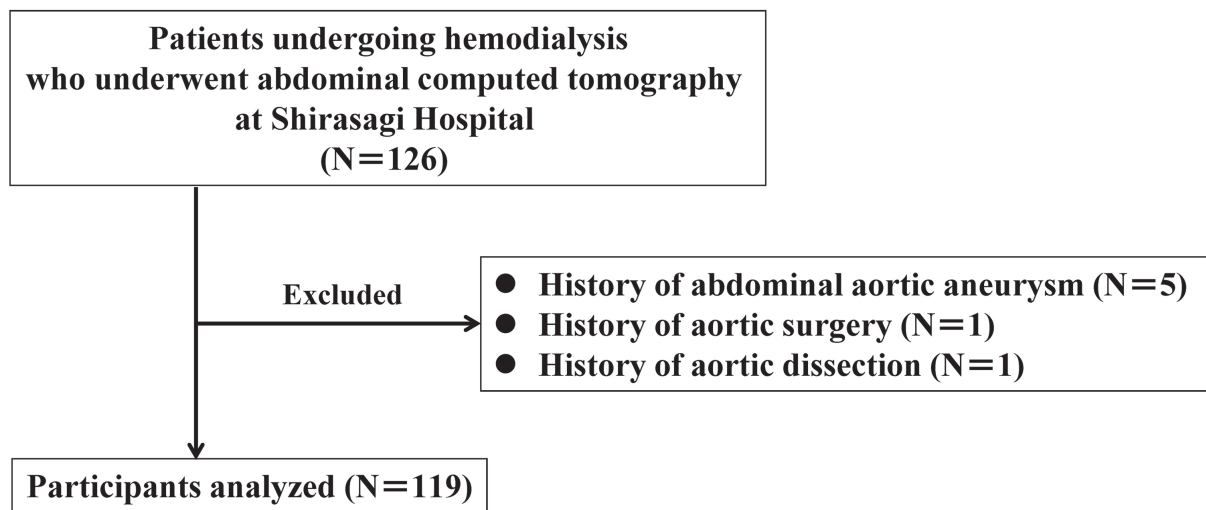 Patients undergoing hemodialysis
who underwent abdominal computed tomography
at Shirasagi Hospital
(N＝126)
Excluded
● History of abdominal aortic aneurysm (N＝5)
● History of aortic surgery (N＝1)
● History of aortic dissection (N＝1)
Participants analyzed (N＝119)